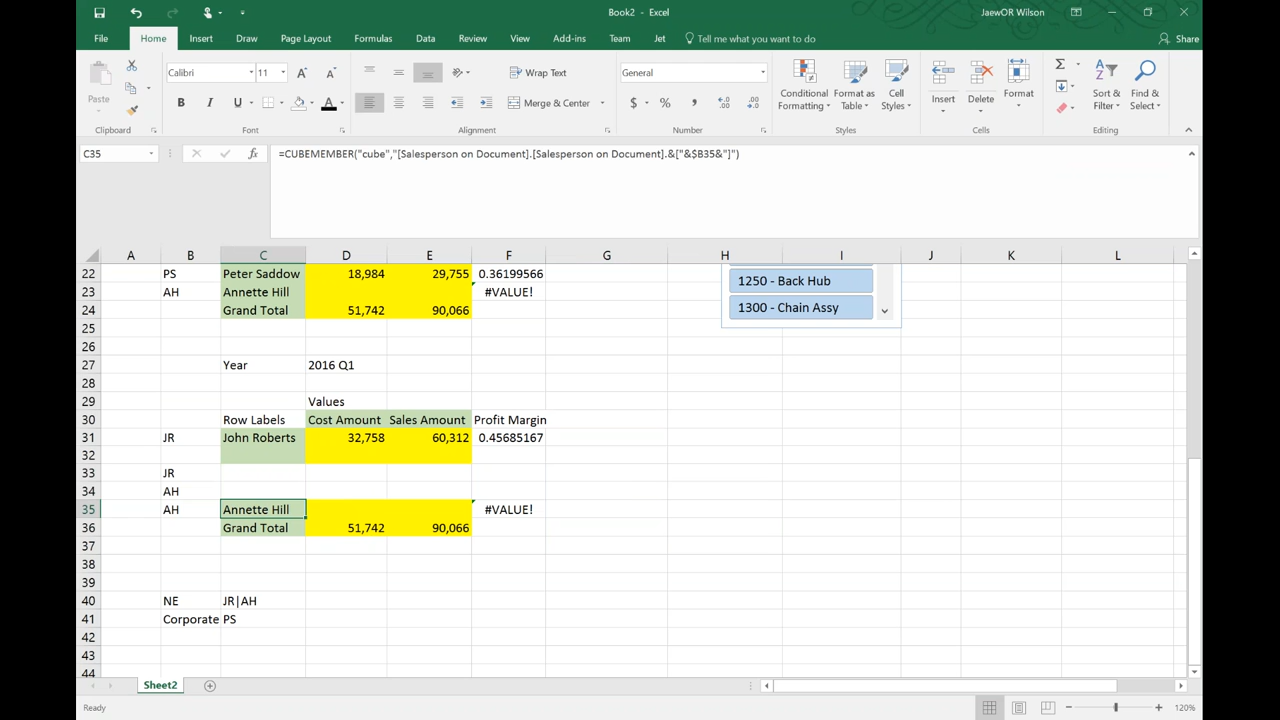 Book2 - Excel
JaewOR Wilson
File Home Insert Draw Page Layout Formulas Data Review View Add-ins Team Jet Tell me what you want to do Share
Paste
Calibri 11
B I U A
Wrap Text
Merge & Center
General
$ % ,
Conditional Formatting
Format as Table
Cell Styles
Insert
Delete
Format
Sort & Filter
Find & Select
Clipboard Font Alignment Number Styles Cells Editing
C35 fx =CUBEMEMBER("cube","[Salesperson on Document].[Salesperson on Document].&["&$B35&"]")
A B C D E F G H I J K L
22 PS Peter Saddow 18,984 29,755 0.36199566
1250 - Back Hub
23 AH Annette Hill #VALUE!
1300 - Chain Assy
24 Grand Total 51,742 90,066
25
26
27 Year 2016 Q1
28
29 Values
30 Row Labels Cost Amount Sales Amount Profit Margin
31 JR John Roberts 32,758 60,312 0.45685167
32
33 JR
34 AH
35 AH Annette Hill #VALUE!
36 Grand Total 51,742 90,066
37
38
39
40 NE JR|AH
41 Corporate PS
42
43
44
Sheet2
Ready 120%